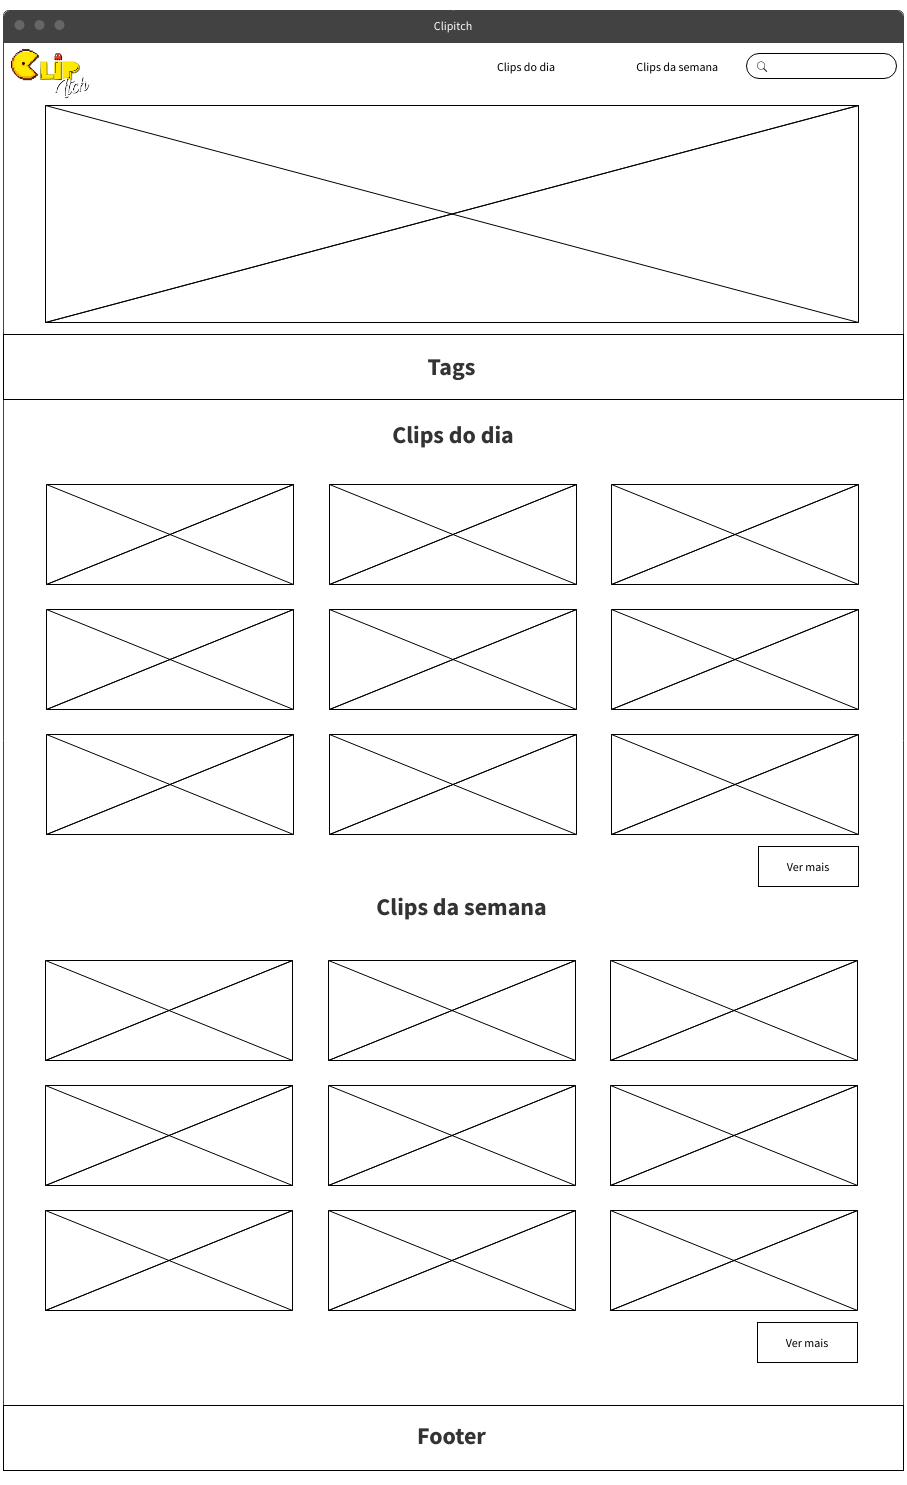 Clipitch
CLIP
Itch
Clips do dia
Clips da semana
Tags
Clips do dia
Ver mais
Clips da semana
Ver mais
Footer